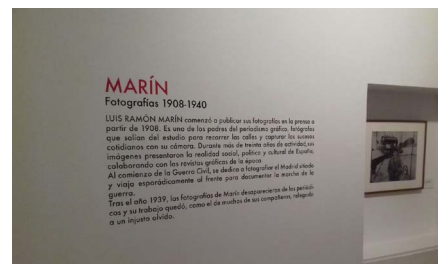 MARÍN
Fotografías 1908-1940
LUIS RAMÓN MARÍN comenzó a publicar sus fotografías en la prensa a
partir de 1908. Es uno de los padres del periodismo gráfico, fotógrafos
que salían del estudio para recorrer las calles y capturar los sucesos
cotidianos con su cámara. Durante más de treinta años de actividad, sus
imágenes presentaron la realidad social, política y cultural de España,
colaborando con las revistas gráficas de la época.
Al comienzo de la Guerra Civil, se dedica a fotografiar el Madrid sitiado
y viaja esporádicamente al frente para documentar la marcha de la
guerra.
Tras el año 1939, las fotografías de Marín desaparecieron de los periódi-
cos y su trabajo quedó, como el de muchos de sus compañeros, relegado
a un injusto olvido.